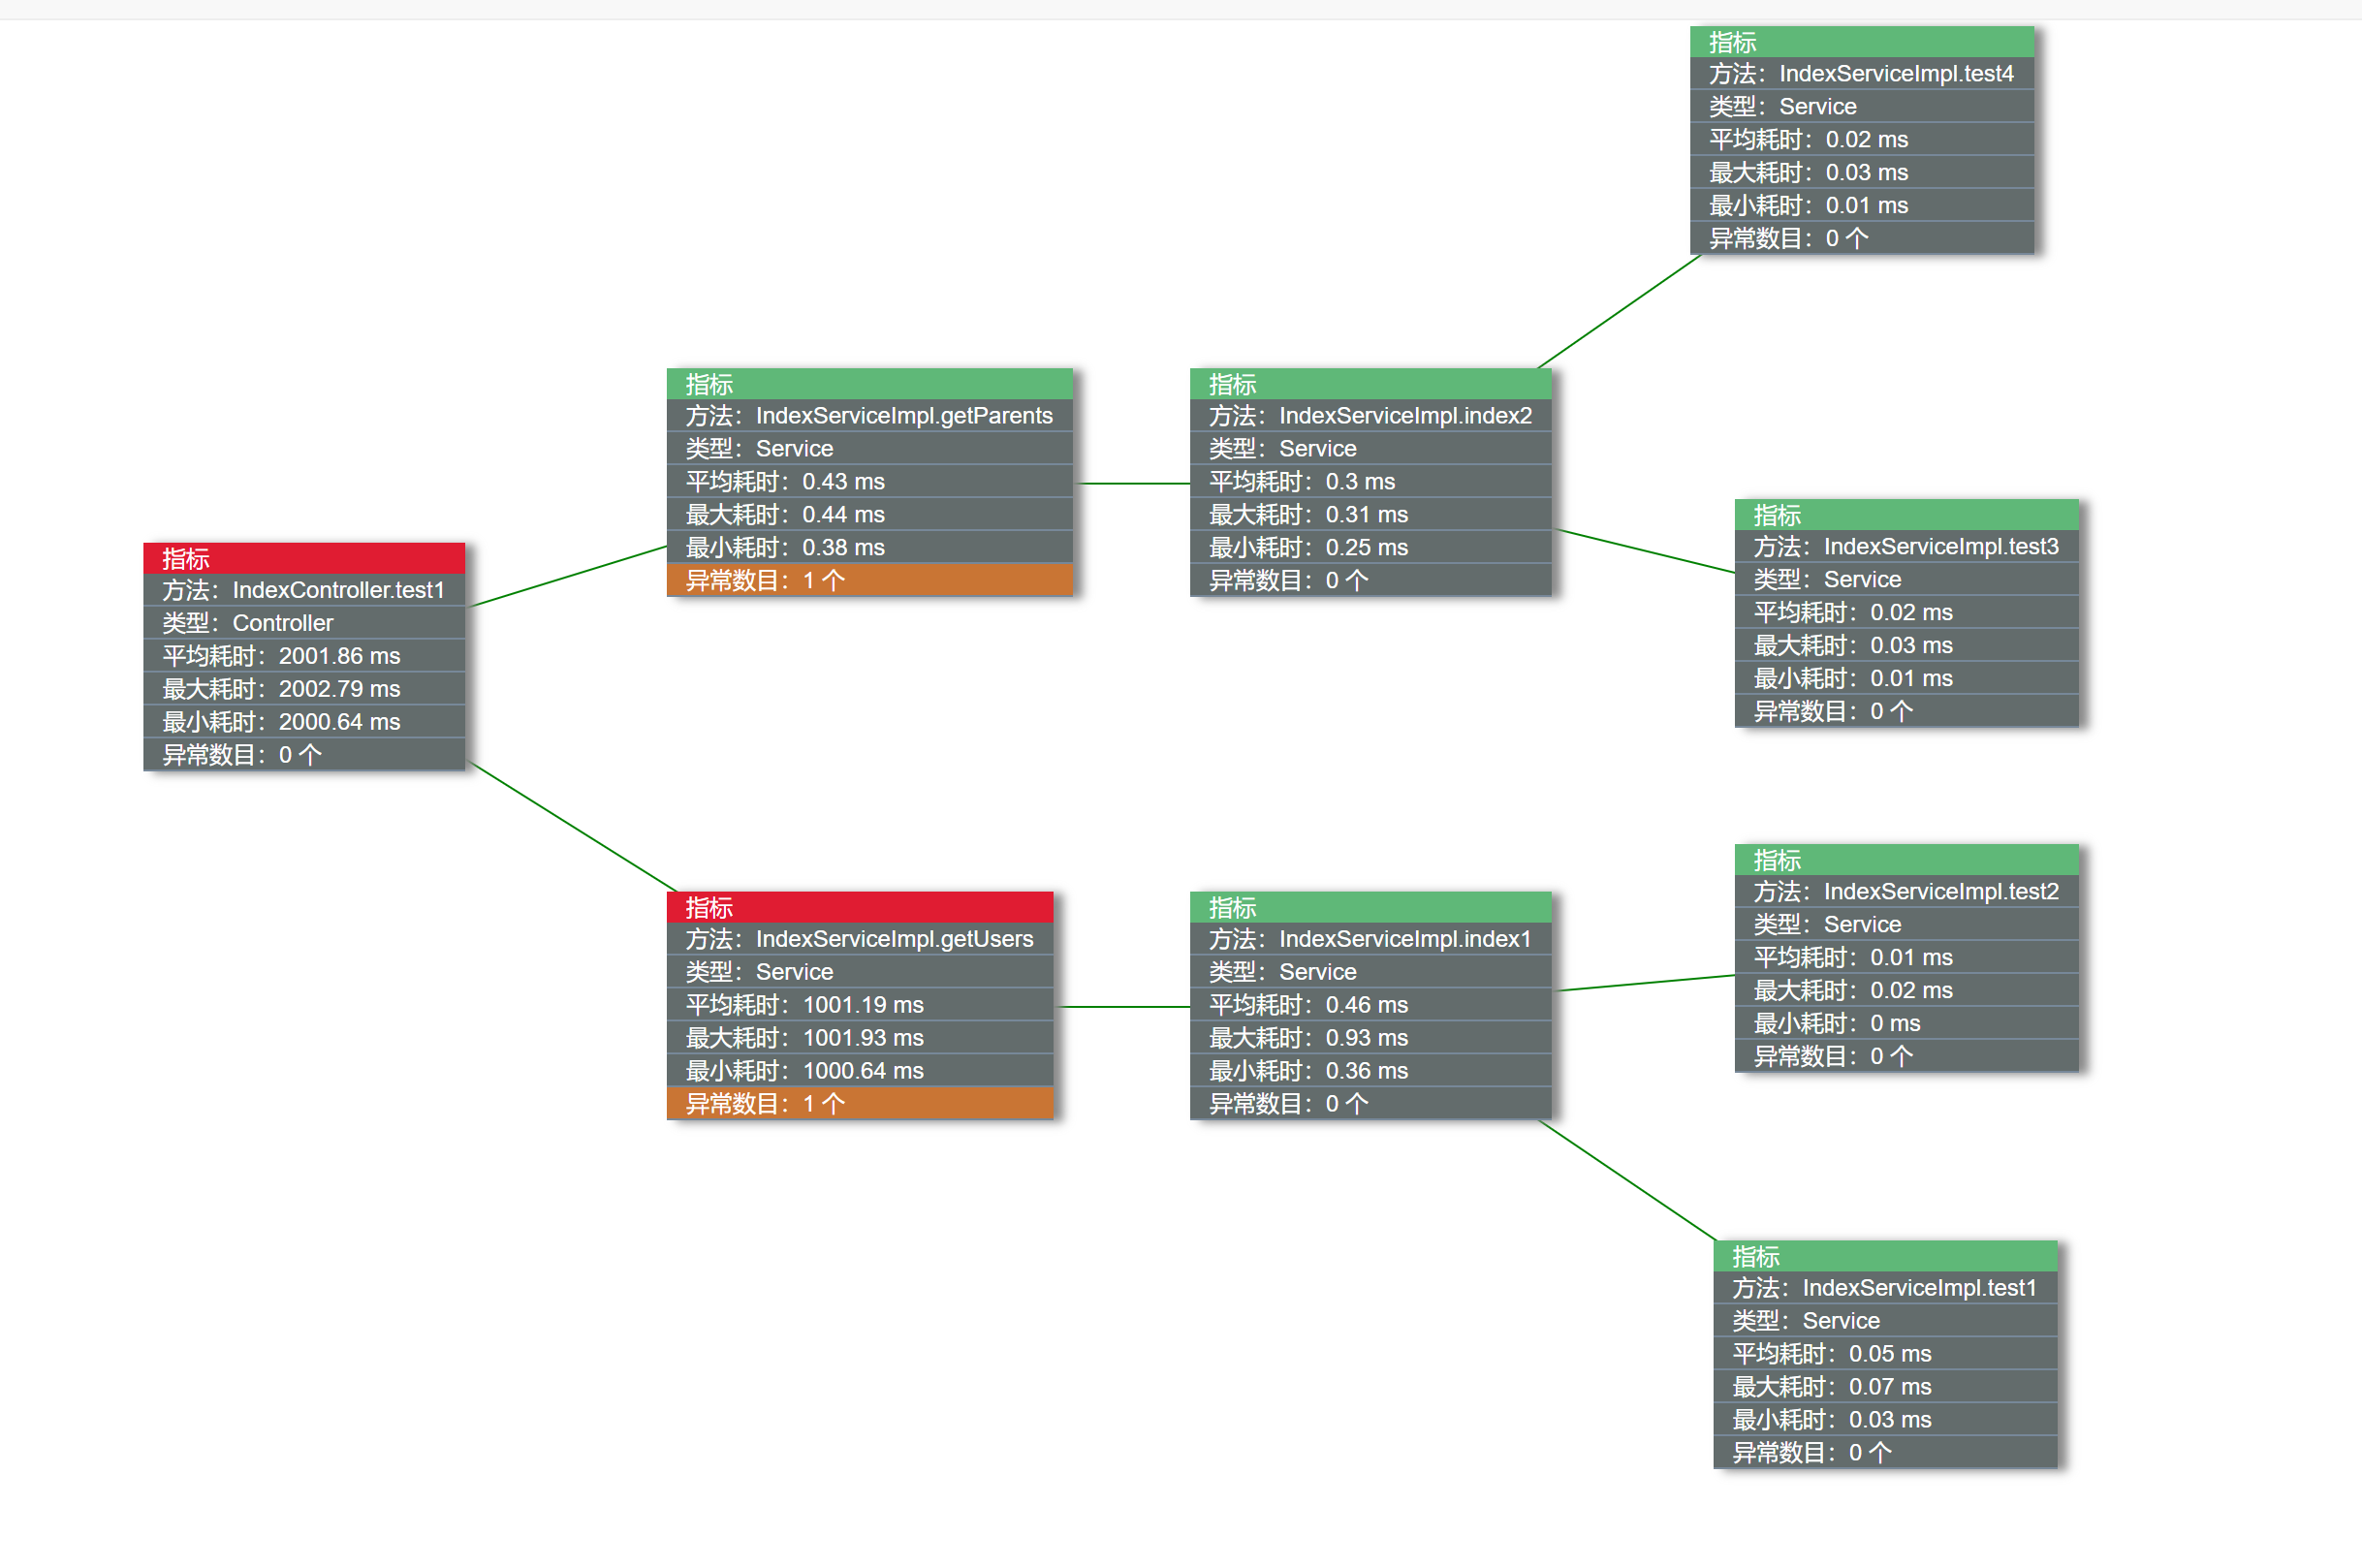 指标
方法：IndexServiceImpl.test4
类型：Service
平均耗时：0.02 ms
最大耗时：0.03 ms
最小耗时：0.01 ms
异常数目：0 个
指标
方法：IndexServiceImpl.getParents
类型：Service
平均耗时：0.43 ms
最大耗时：0.44 ms
最小耗时：0.38 ms
异常数目：1 个
指标
方法：IndexServiceImpl.index2
类型：Service
平均耗时：0.3 ms
最大耗时：0.31 ms
最小耗时：0.25 ms
异常数目：0 个
指标
方法：IndexServiceImpl.test3
类型：Service
平均耗时：0.02 ms
最大耗时：0.03 ms
最小耗时：0.01 ms
异常数目：0 个
指标
方法：IndexController.test1
类型：Controller
平均耗时：2001.86 ms
最大耗时：2002.79 ms
最小耗时：2000.64 ms
异常数目：0 个
指标
方法：IndexServiceImpl.getUsers
类型：Service
平均耗时：1001.19 ms
最大耗时：1001.93 ms
最小耗时：1000.64 ms
异常数目：1 个
指标
方法：IndexServiceImpl.index1
类型：Service
平均耗时：0.46 ms
最大耗时：0.93 ms
最小耗时：0.36 ms
异常数目：0 个
指标
方法：IndexServiceImpl.test2
类型：Service
平均耗时：0.01 ms
最大耗时：0.02 ms
最小耗时：0 ms
异常数目：0 个
指标
方法：IndexServiceImpl.test1
类型：Service
平均耗时：0.05 ms
最大耗时：0.07 ms
最小耗时：0.03 ms
异常数目：0 个